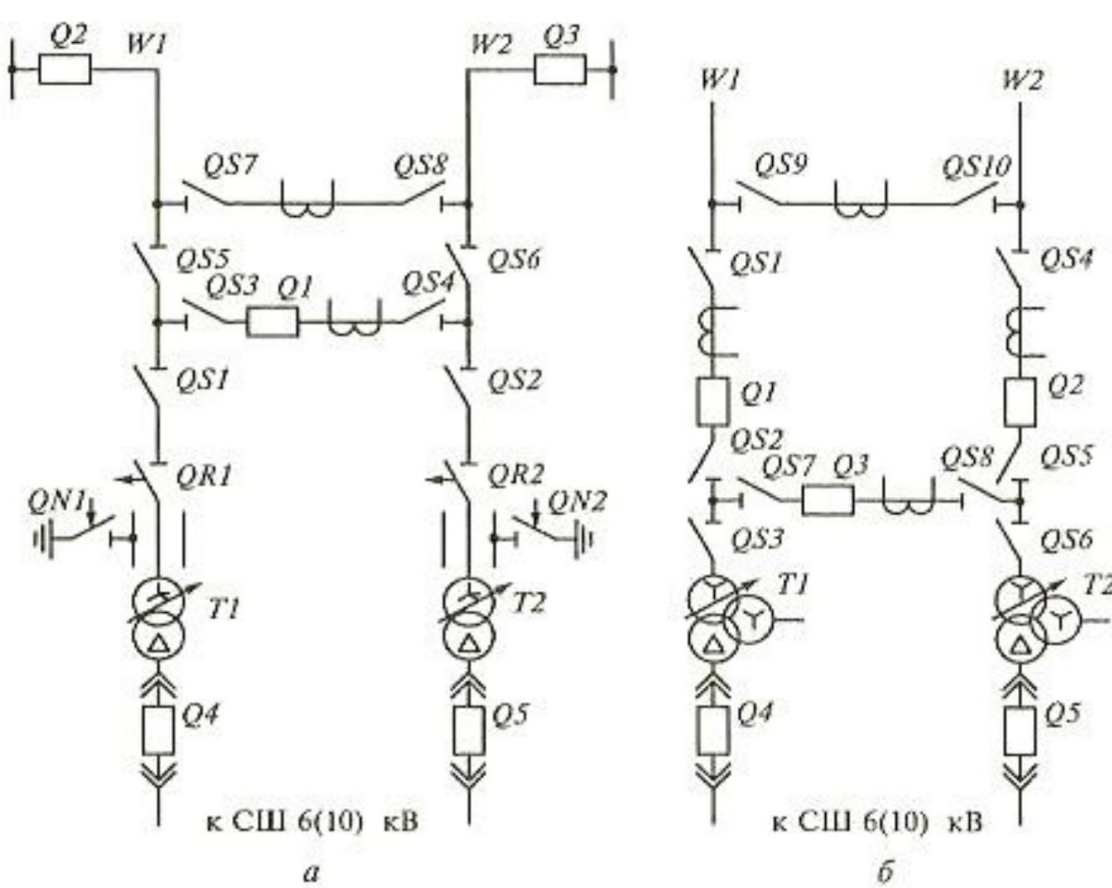 Q2 W1 W2 Q3
W1 W2
QS7 QS8
QS9 QS10
QS5 QS6
QS1 QS4
QS3 Q1 QS4
QS1 QS2
Q1 Q2
QS2 QS5
QS7 Q3 QS8
QR1 QR2
QN1 QN2
QS3 QS6
T1 T2
T1 T2
Q4 Q5
Q4 Q5
к СШ 6(10) кВ
к СШ 6(10) кВ
а
б